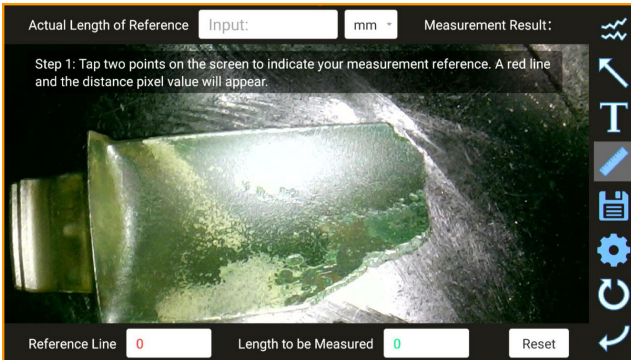 Actual Length of Reference Input: mm Measurement Result:
Step 1: Tap two points on the screen to indicate your measurement reference. A red line
and the distance pixel value will appear.
T
Reference Line 0 Length to be Measured 0 Reset